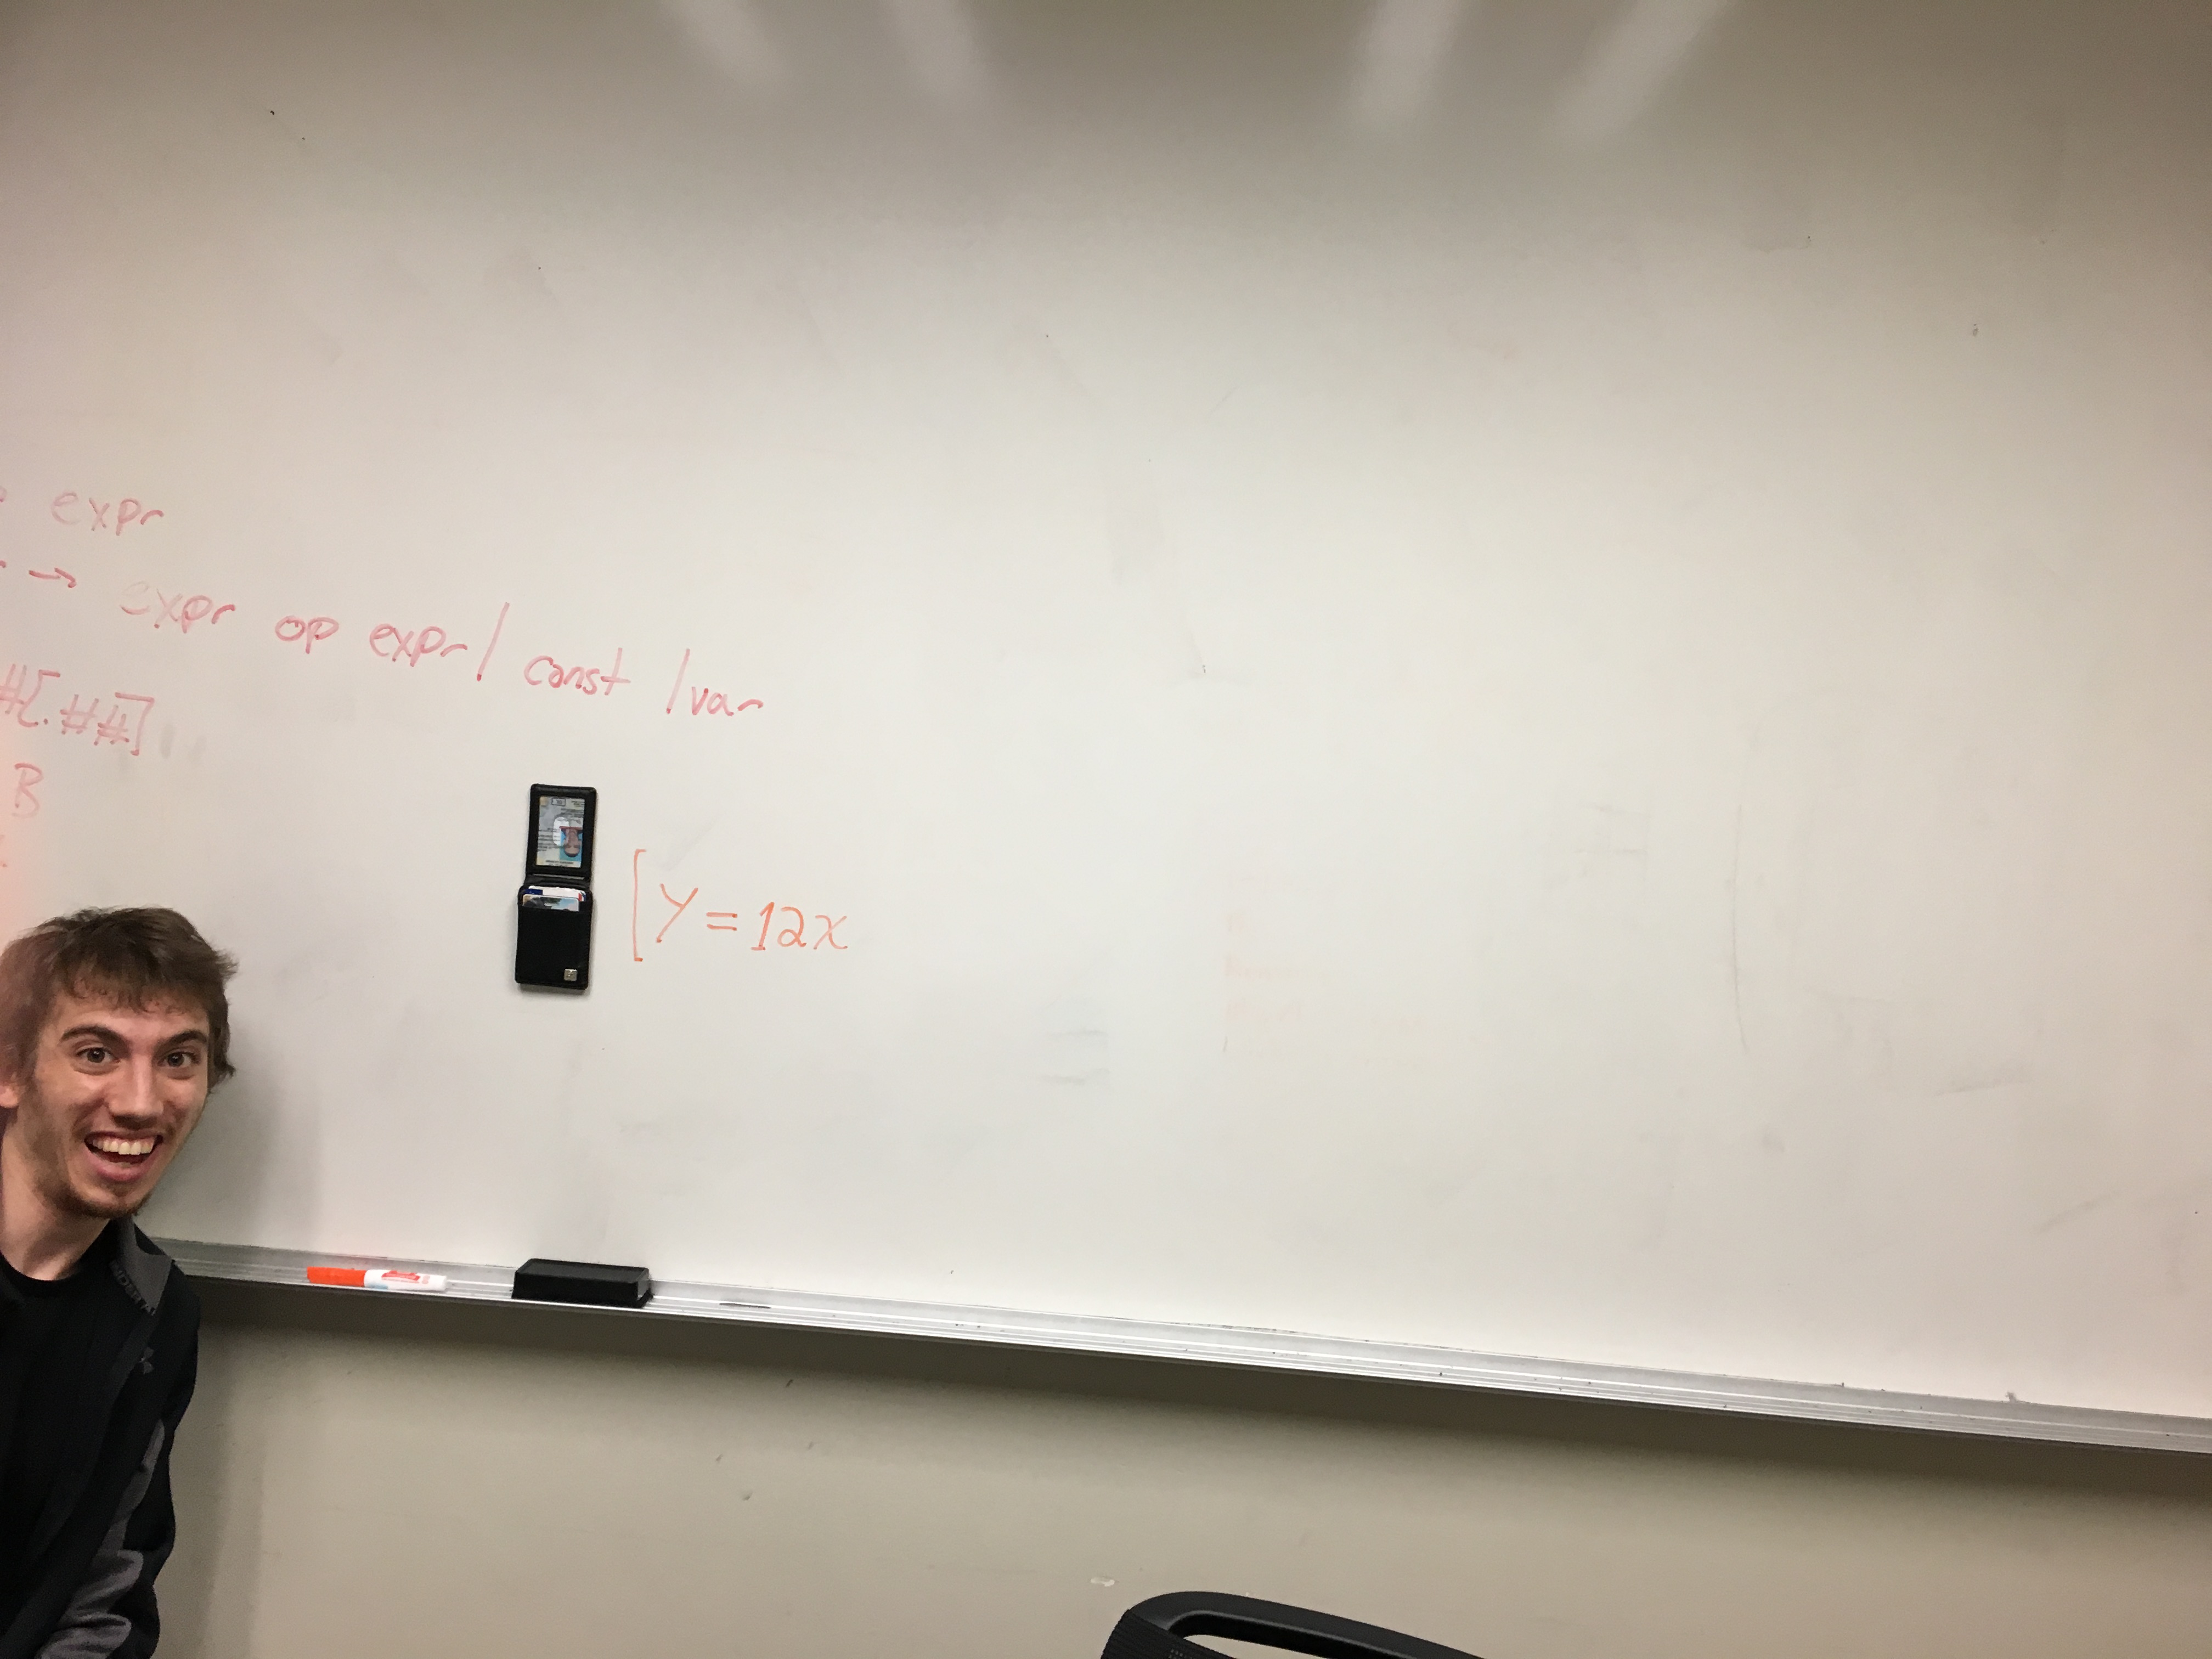 expr
→ expr op expr / const / var
#[.##]
B
[ Y = 12x